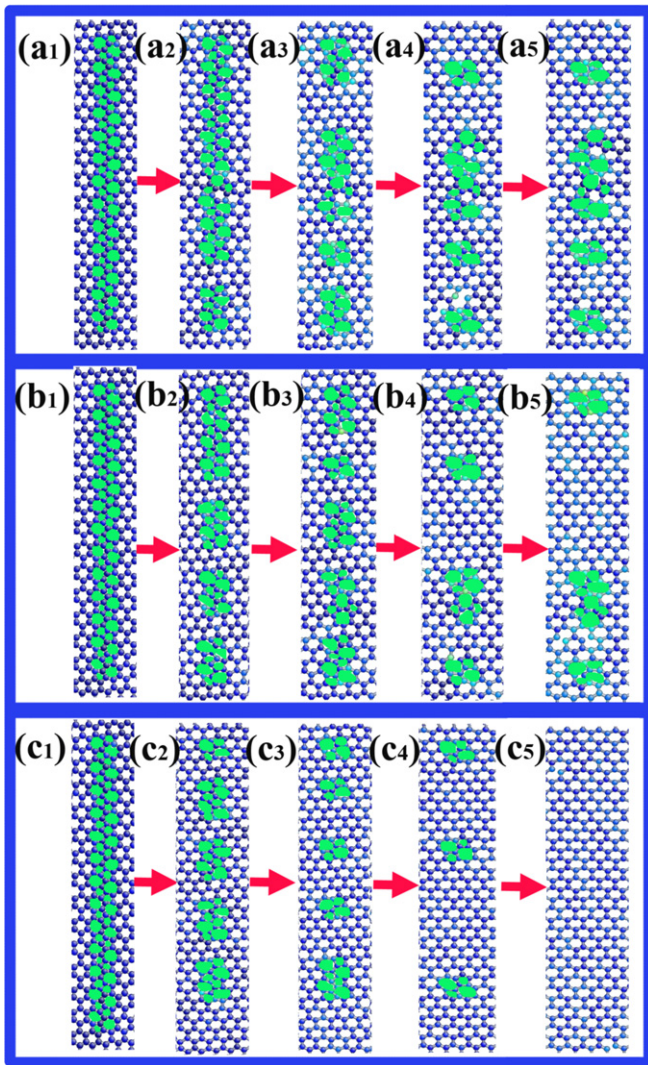 (a1) (a2) (a3) (a4) (a5)
(b1) (b2) (b3) (b4) (b5)
(c1) (c2) (c3) (c4) (c5)